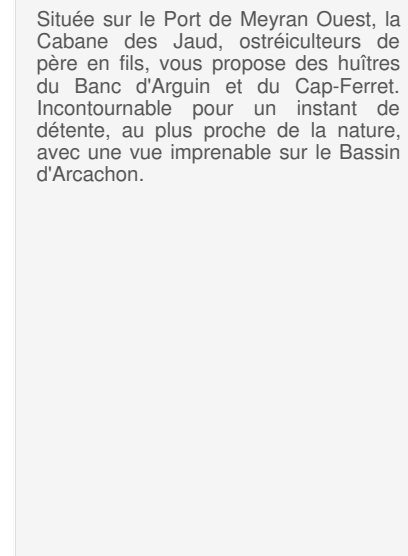 Située sur le Port de Meyran Ouest, la
Cabane des Jaud, ostréiculteurs de
père en fils, vous propose des huîtres
du Banc d'Arguin et du Cap-Ferret.
Incontournable pour un instant de
détente, au plus proche de la nature,
avec une vue imprenable sur le Bassin
d'Arcachon.